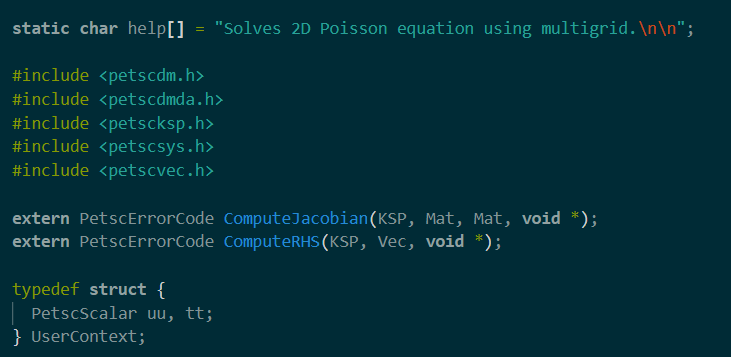 static char help[] = "Solves 2D Poisson equation using multigrid.\n\n";
#include <petscdm.h>
#include <petscdmda.h>
#include <petscksp.h>
#include <petscsys.h>
#include <petscvec.h>
extern PetscErrorCode ComputeJacobian(KSP, Mat, Mat, void *);
extern PetscErrorCode ComputeRHS(KSP, Vec, void *);
typedef struct {
  PetscScalar uu, tt;
} UserContext;